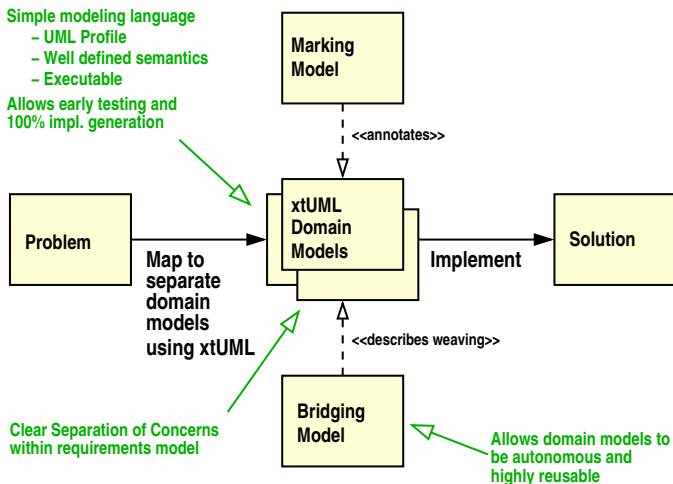 Simple modeling language
– UML Profile
– Well defined semantics
– Executable
Allows early testing and
100% impl. generation
Marking
Model
<<annotates>>
Problem
Map to
separate
domain
models
using xtUML
xtUML
Domain
Models
Implement
Solution
<<describes weaving>>
Clear Separation of Concerns
within requirements model
Bridging
Model
Allows domain models to
be autonomous and
highly reusable